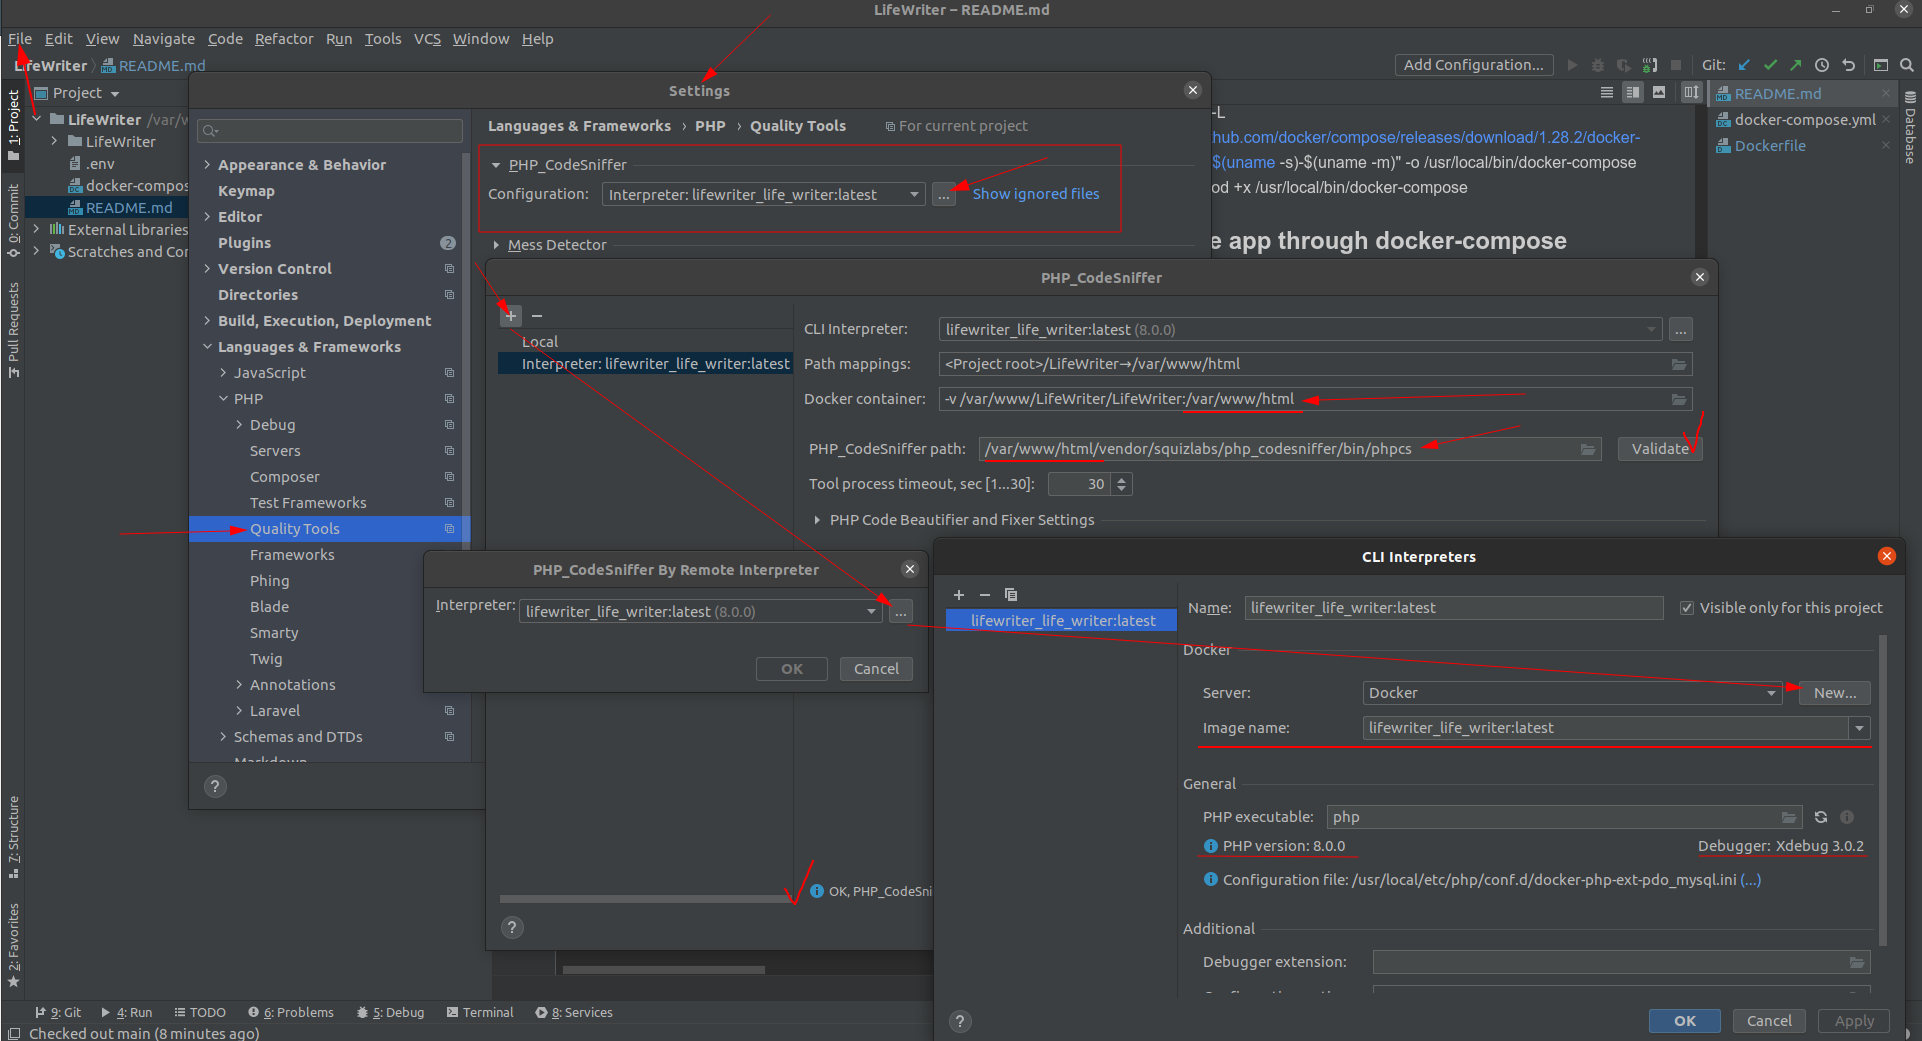 LifeWriter – README.md
File Edit View Navigate Code Refactor Run Tools VCS Window Help
LifeWriter README.md
Add Configuration... Git:
1: Project
0: Commit
Pull Requests
7: Structure
2: Favorites
Project
LifeWriter /var/w
LifeWriter
.env
docker-compos
README.md
External Libraries
Scratches and Con
README.md
docker-compose.yml
Dockerfile
Database
-L
hub.com/docker/compose/releases/download/1.28.2/docker-
$(uname -s)-$(uname -m)" -o /usr/local/bin/docker-compose
od +x /usr/local/bin/docker-compose
e app through docker-compose
Settings
Appearance & Behavior
Keymap
Editor
Plugins 2
Version Control
Directories
Build, Execution, Deployment
Languages & Frameworks
JavaScript
PHP
Debug
Servers
Composer
Test Frameworks
Quality Tools
Frameworks
Phing
Blade
Smarty
Twig
Annotations
Laravel
Schemas and DTDs
Markdown
?
Languages & Frameworks › PHP › Quality Tools For current project
PHP_CodeSniffer
Configuration: Interpreter: lifewriter_life_writer:latest ... Show ignored files
Mess Detector
PHP_CodeSniffer
Local
Interpreter: lifewriter_life_writer:latest
CLI Interpreter: lifewriter_life_writer:latest (8.0.0) ...
Path mappings: <Project root>/LifeWriter→/var/www/html
Docker container: -v /var/www/LifeWriter/LifeWriter:/var/www/html
PHP_CodeSniffer path: /var/www/html/vendor/squizlabs/php_codesniffer/bin/phpcs Validate
Tool process timeout, sec [1...30]: 30
PHP Code Beautifier and Fixer Settings
OK, PHP_CodeSni
?
PHP_CodeSniffer By Remote Interpreter
Interpreter: lifewriter_life_writer:latest (8.0.0) ...
OK Cancel
CLI Interpreters
lifewriter_life_writer:latest
Name: lifewriter_life_writer:latest Visible only for this project
Docker
Server: Docker New...
Image name: lifewriter_life_writer:latest
General
PHP executable: php
PHP version: 8.0.0 Debugger: Xdebug 3.0.2
Configuration file: /usr/local/etc/php/conf.d/docker-php-ext-pdo_mysql.ini (...)
Additional
Debugger extension:
? OK Cancel Apply
9: Git 4: Run TODO 6: Problems 5: Debug Terminal 8: Services
Checked out main (8 minutes ago)